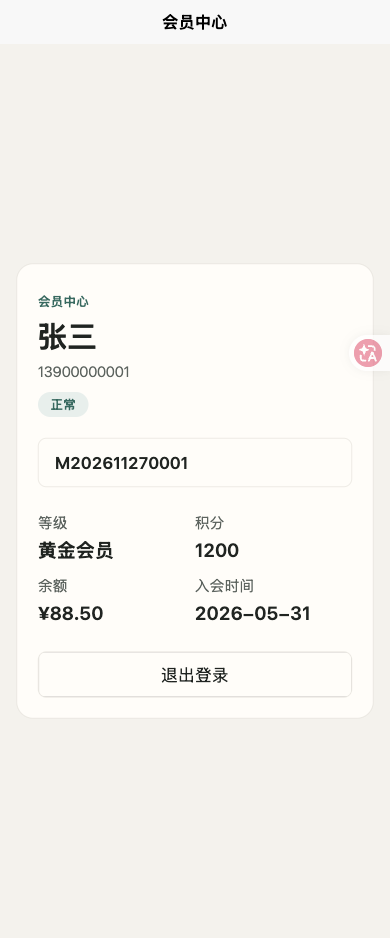 会员中心
会员中心
张三
13900000001
正常
M202611270001
等级
积分
黄金会员
1200
余额
入会时间
¥88.50
2026-05-31
退出登录